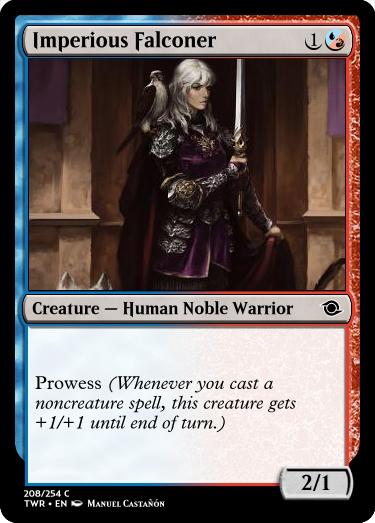 Imperious Falconer 1
Creature — Human Noble Warrior
Prowess (Whenever you cast a
noncreature spell, this creature gets
+1/+1 until end of turn.)
2/1
208/254 C
TWR • EN Manuel Castañón